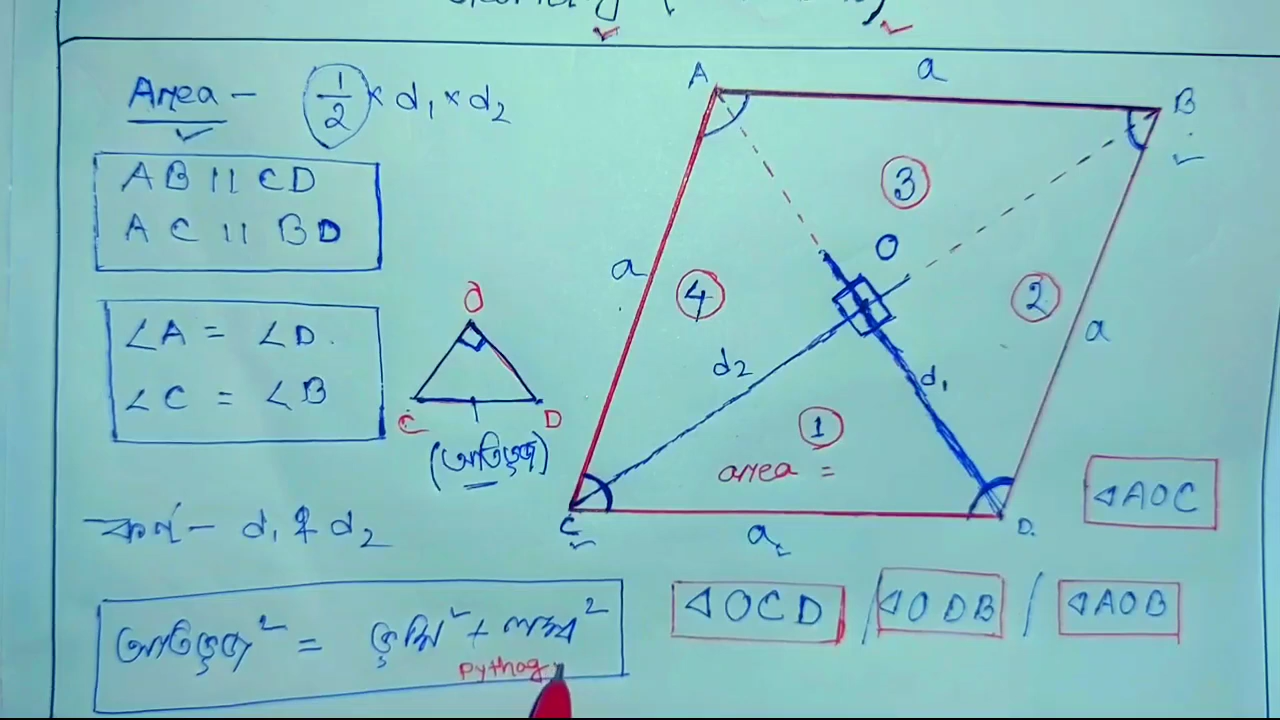 Area - 1/2 × d1 × d2
AB || CD
AC || BD
∠A = ∠D.
∠C = ∠B
O
C D
(অতিভুজ)
কর্ণ - d1 ও d2
অতিভুজ² = ভূমি² + লম্ব²
pythag
A a B
3
O
a 4 2 a
d2 d1
1
area =
C a D.
◁AOC
◁OCD / ◁ODB / ◁AOB